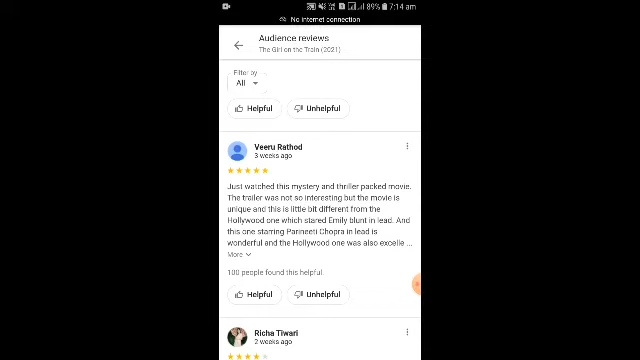 89% 7:14 am
No internet connection
Audience reviews
The Girl on the Train (2021)
Filter by
All
Helpful
Unhelpful
Veeru Rathod
3 weeks ago
Just watched this mystery and thriller packed movie.
The trailer was not so interesting but the movie is
unique and this is little bit different from the
Hollywood one which stared Emily blunt in lead. And
this one starring Parineeti Chopra in lead is
wonderful and the Hollywood one was also excelle ...
More
100 people found this helpful
Helpful
Unhelpful
Richa Tiwari
2 weeks ago